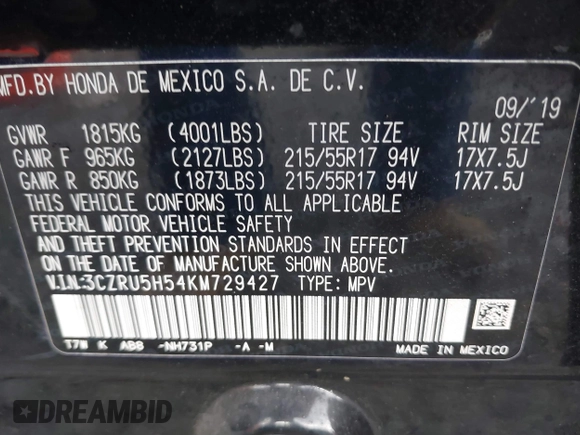 MFD.BY HONDA DE MEXICO S.A. DE C.V.
09/'19
GVWR 1815KG (4001LBS) TIRE SIZE RIM SIZE
GAWR F 965KG (2127LBS) 215/55R17 94V 17X7.5J
GAWR R 850KG (1873LBS) 215/55R17 94V 17X7.5J
THIS VEHICLE CONFORMS TO ALL APPLICABLE
FEDERAL MOTOR VEHICLE SAFETY
AND THEFT PREVENTION STANDARDS IN EFFECT
ON THE DATE OF MANUFACTURE SHOWN ABOVE.
V.I.N:3CZRU5H54KM729427 TYPE:MPV
T7W K AB8 -NH731P -A -M
MADE IN MEXICO
DREAMBID